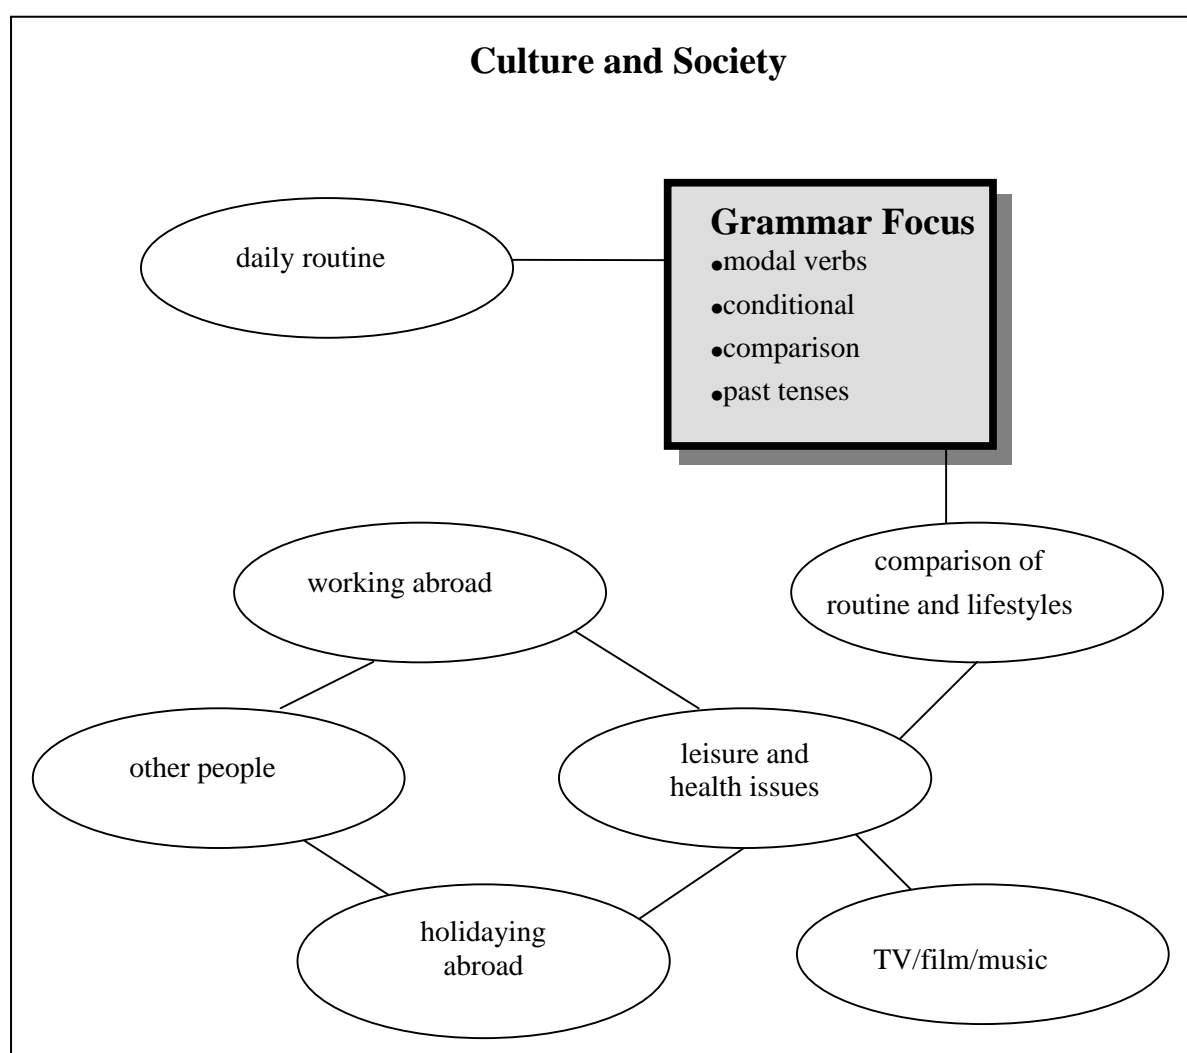 Culture and Society
daily routine
Grammar Focus
●modal verbs
●conditional
●comparison
●past tenses
working abroad
comparison of
routine and lifestyles
other people
leisure and
health issues
holidaying
abroad
TV/film/music